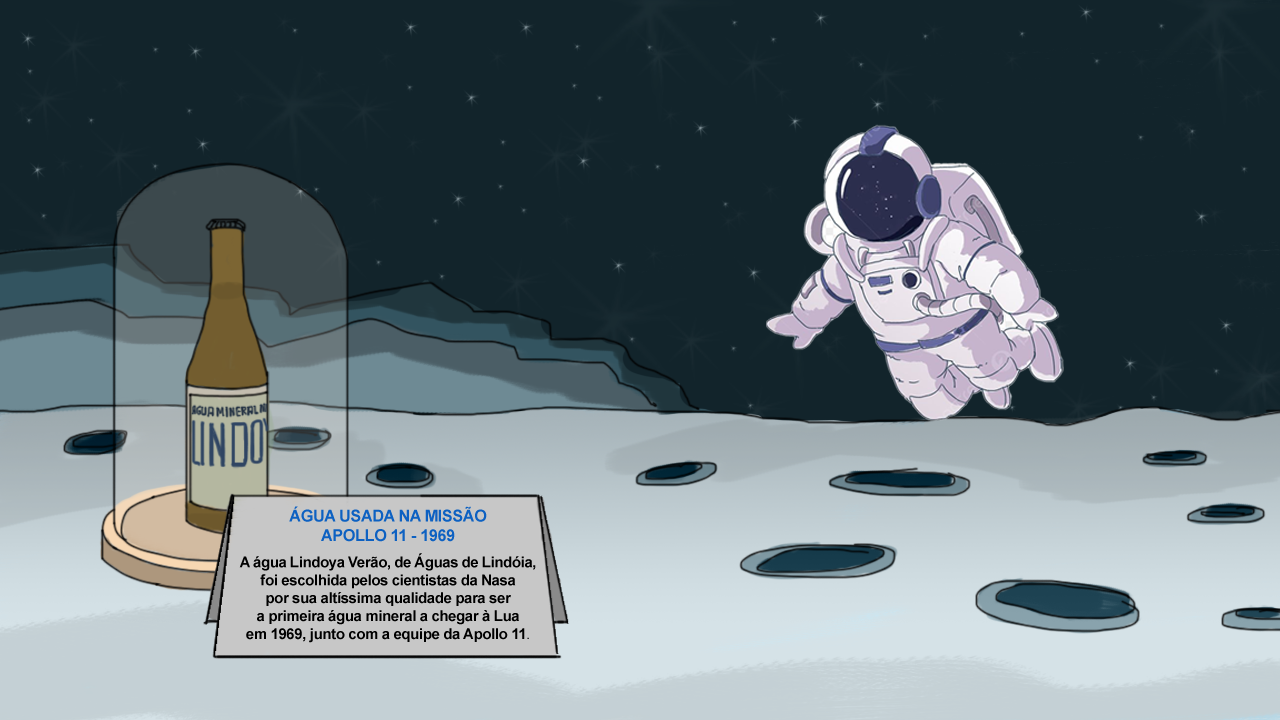 ÁGUA MINERAL NA
LINDOY
ÁGUA USADA NA MISSÃO
APOLLO 11 - 1969
A água Lindoya Verão, de Águas de Lindóia,
foi escolhida pelos cientistas da Nasa
por sua altíssima qualidade para ser
a primeira água mineral a chegar à Lua
em 1969, junto com a equipe da Apollo 11.